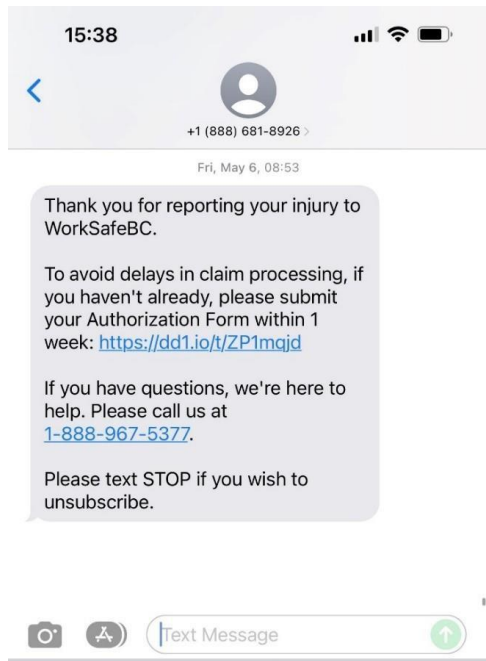 15:38
+1 (888) 681-8926 >
Fri, May 6, 08:53
Thank you for reporting your injury to
WorkSafeBC.
To avoid delays in claim processing, if
you haven't already, please submit
your Authorization Form within 1
week: https://dd1.io/t/ZP1mqjd
If you have questions, we're here to
help. Please call us at
1-888-967-5377.
Please text STOP if you wish to
unsubscribe.
Text Message